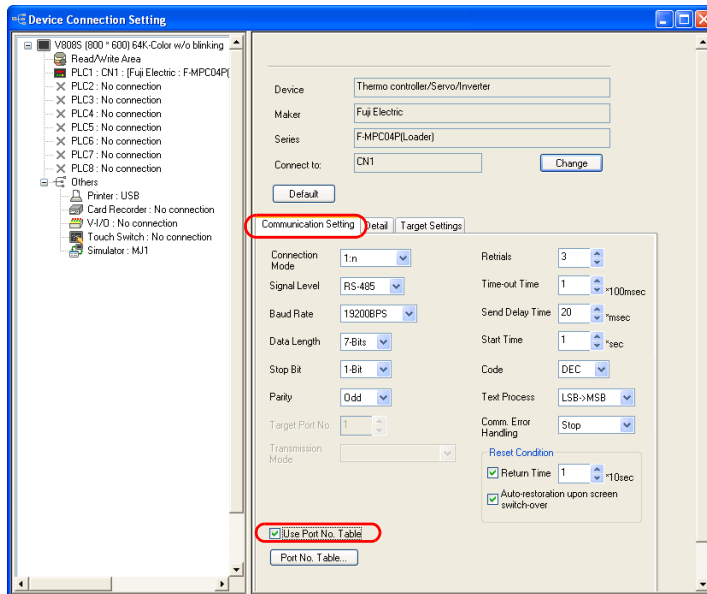 Device Connection Setting
V808S (800 * 600) 64K-Color w/o blinking
Read/Write Area
PLC1 : CN1 : [Fuji Electric : F-MPC04P(
PLC2 : No connection
PLC3 : No connection
PLC4 : No connection
PLC5 : No connection
PLC6 : No connection
PLC7 : No connection
PLC8 : No connection
Others
Printer : USB
Card Recorder : No connection
V-I/O : No connection
Touch Switch : No connection
Simulator : MJ1
Device Thermo controller/Servo/Inverter
Maker Fuji Electric
Series F-MPC04P(Loader)
Connect to: CN1 Change
Default
Communication Setting Detail Target Settings
Connection Mode 1:n
Signal Level RS-485
Baud Rate 19200BPS
Data Length 7-Bits
Stop Bit 1-Bit
Parity Odd
Target Port No. 1
Transmission Mode
Retrials 3
Time-out Time 1 *100msec
Send Delay Time 20 *msec
Start Time 1 *sec
Code DEC
Text Process LSB->MSB
Comm. Error Handling Stop
Reset Condition
Return Time 1 *10sec
Auto-restoration upon screen
switch-over
Use Port No. Table
Port No. Table...